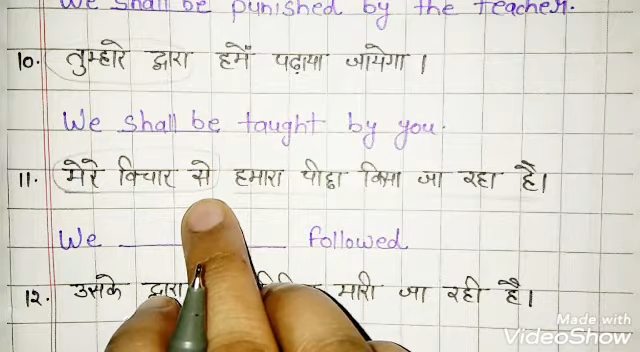 We shall be punished by the teacher.
10. तुम्हारे द्वारा हमें पढ़ाया जायेगा ।
We shall be taught by you.
11. मेरे विचार से हमारा पीछा किया जा रहा है।
We ________ followed
12. उसके द्वारा मारी जा रही है।
Made with
VideoShow